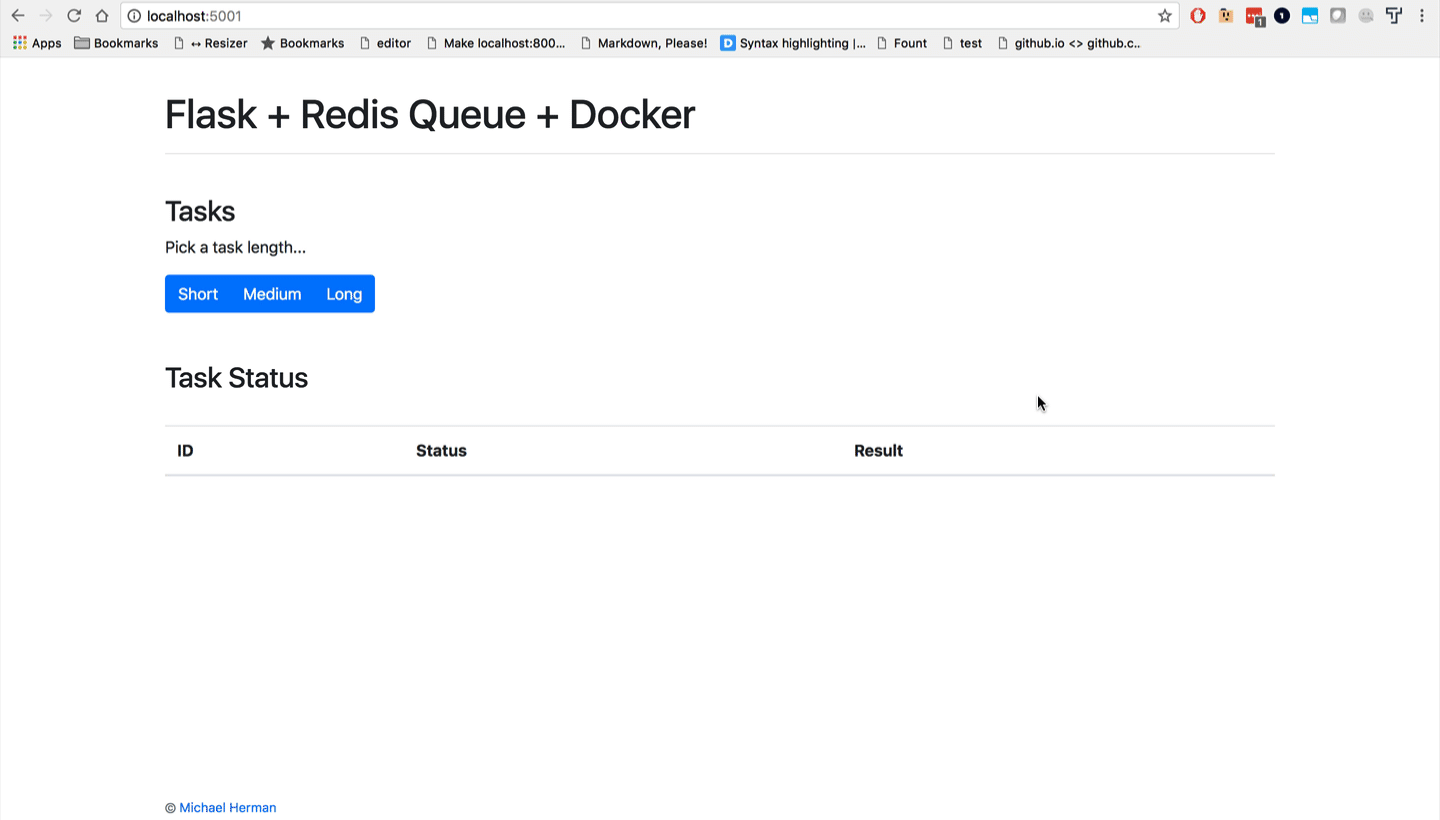 localhost:5001
Apps Bookmarks ↔ Resizer Bookmarks editor Make localhost:800... Markdown, Please! Syntax highlighting |... Fount test github.io <> github.c..
Flask + Redis Queue + Docker
Tasks
Pick a task length...
Short Medium Long
Task Status
ID Status Result
© Michael Herman